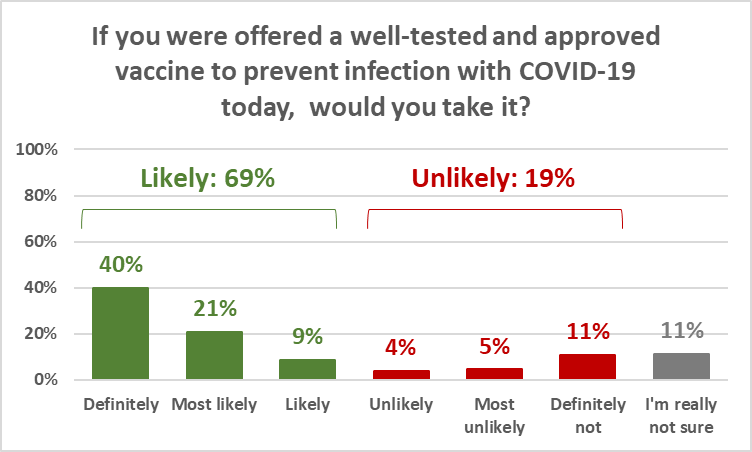 If you were offered a well-tested and approved
vaccine to prevent infection with COVID-19
today, would you take it?
100%
Likely: 69%
Unlikely: 19%
80%
60%
40%
20%
0%
40%
21%
9%
4%
5%
11%
11%
Definitely
Most likely
Likely
Unlikely
Most
unlikely
Definitely
not
I'm really
not sure